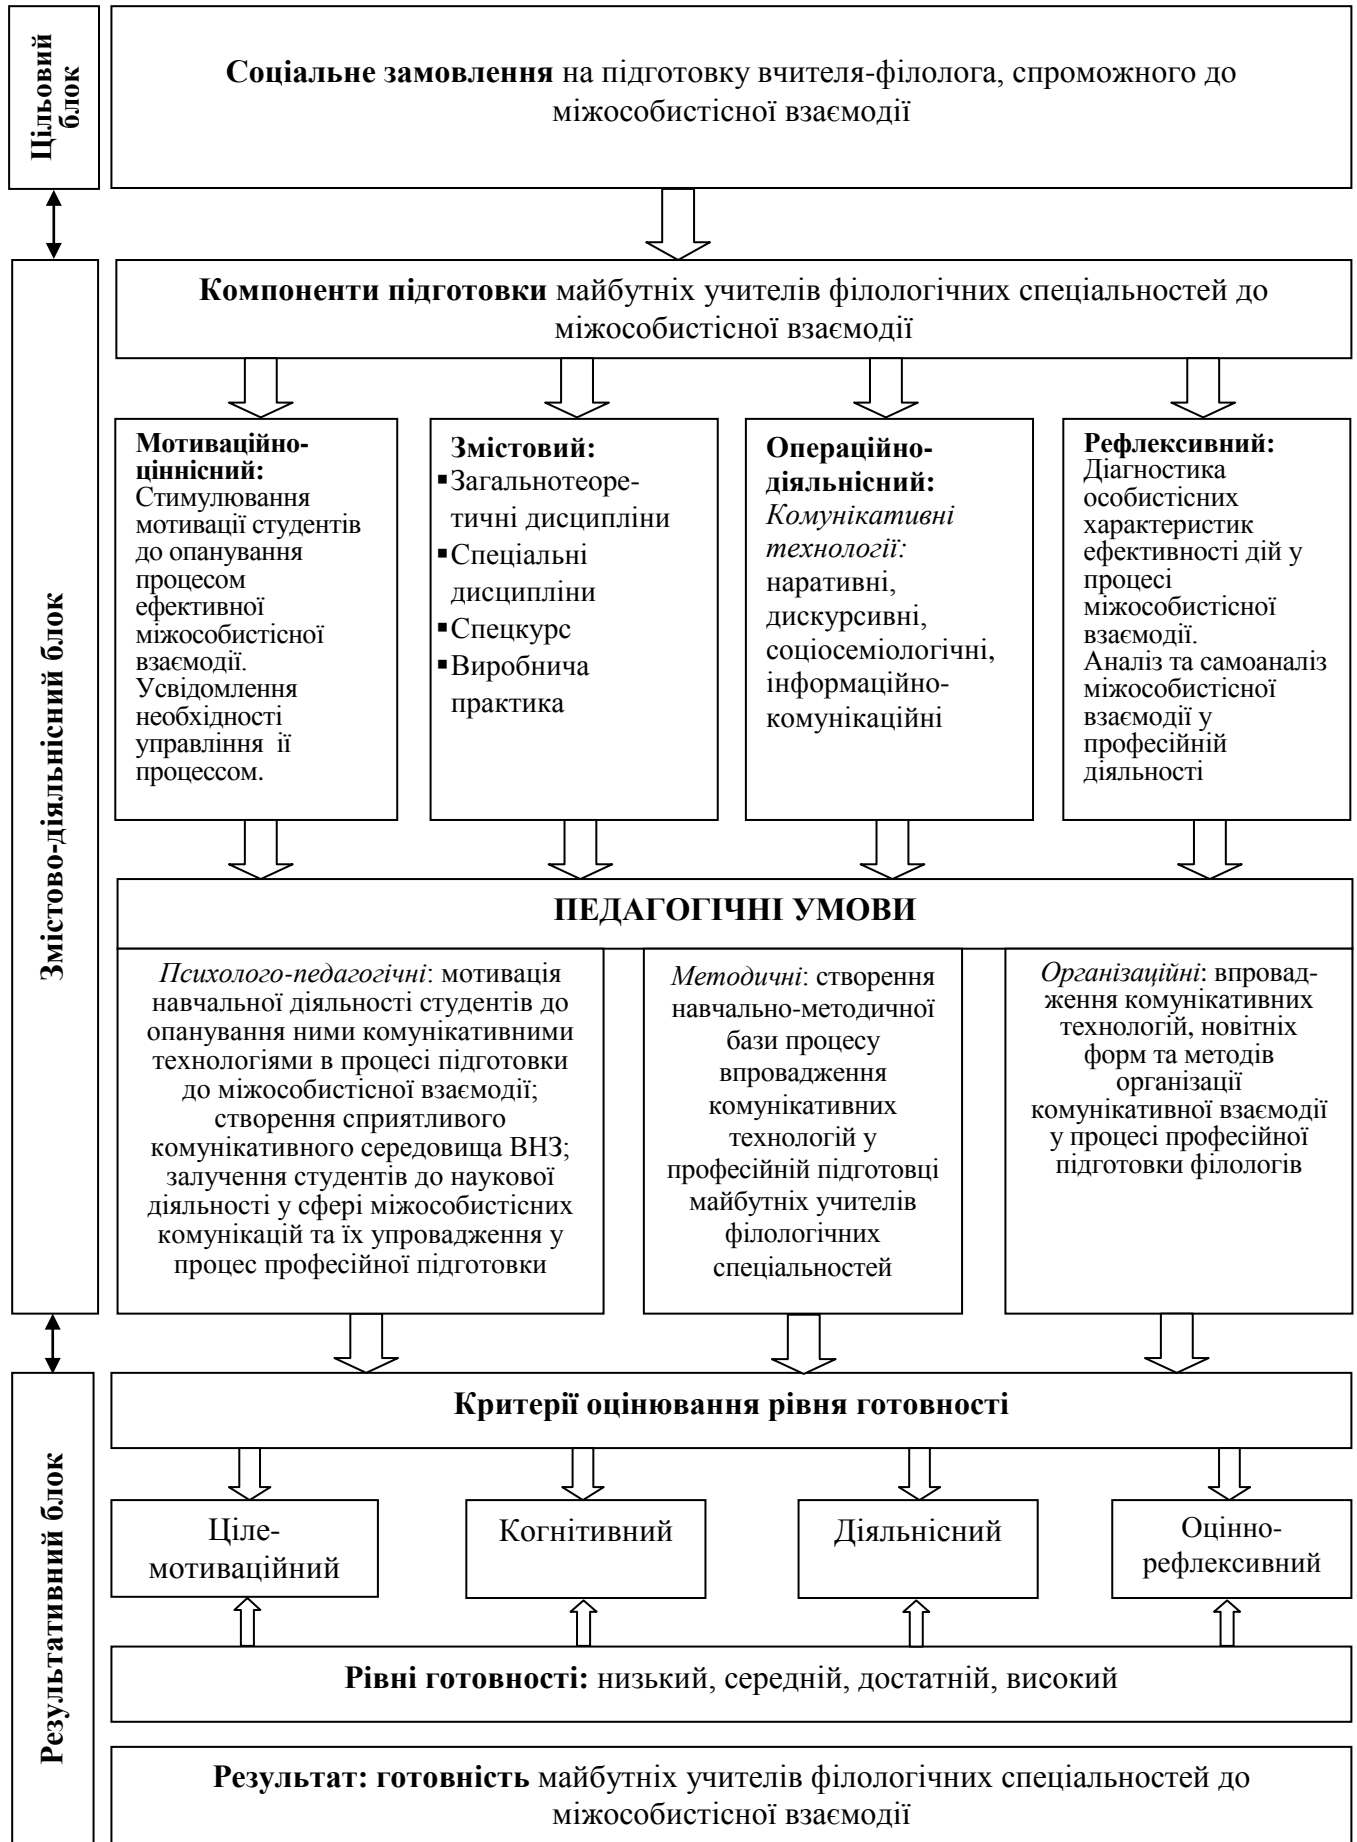 Цільовий
блок
Соціальне замовлення на підготовку вчителя-філолога, спроможного до
міжособистісної взаємодії
Змістово-діяльнісний блок
Компоненти підготовки майбутніх учителів філологічних спеціальностей до
міжособистісної взаємодії
Мотиваційно-
ціннісний:
Стимулювання
мотивації студентів
до опанування
процесом
ефективної
міжособистісної
взаємодії.
Усвідомлення
необхідності
управління ії
процессом.
Змістовий:
▪Загальнотеоре-
тичні дисципліни
▪Спеціальні
дисципліни
▪Спецкурс
▪Виробнича
практика
Операційно-
діяльнісний:
Комунікативні
технології:
наративні,
дискурсивні,
соціосеміологічні,
інформаційно-
комунікаційні
Рефлексивний:
Діагностика
особистісних
характеристик
ефективності дій у
процесі
міжособистісної
взаємодії.
Аналіз та самоаналіз
міжособистісної
взаємодії у
професійній
діяльності
ПЕДАГОГІЧНІ УМОВИ
Психолого-педагогічні: мотивація
навчальної діяльності студентів до
опанування ними комунікативними
технологіями в процесі підготовки
до міжособистісної взаємодії;
створення сприятливого
комунікативного середовища ВНЗ;
залучення студентів до наукової
діяльності у сфері міжособистісних
комунікацій та їх упровадження у
процес професійної підготовки
Методичні: створення
навчально-методичної
бази процесу
впровадження
комунікативних
технологій у
професійній підготовці
майбутніх учителів
філологічних
спеціальностей
Організаційні: впровад-
ження комунікативних
технологій, новітніх
форм та методів
організації
комунікативної взаємодії
у процесі професійної
підготовки філологів
Результативний блок
Критерії оцінювання рівня готовності
Ціле-
мотиваційний
Когнітивний
Діяльнісний
Оцінно-
рефлексивний
Рівні готовності: низький, середній, достатній, високий
Результат: готовність майбутніх учителів філологічних спеціальностей до
міжособистісної взаємодії